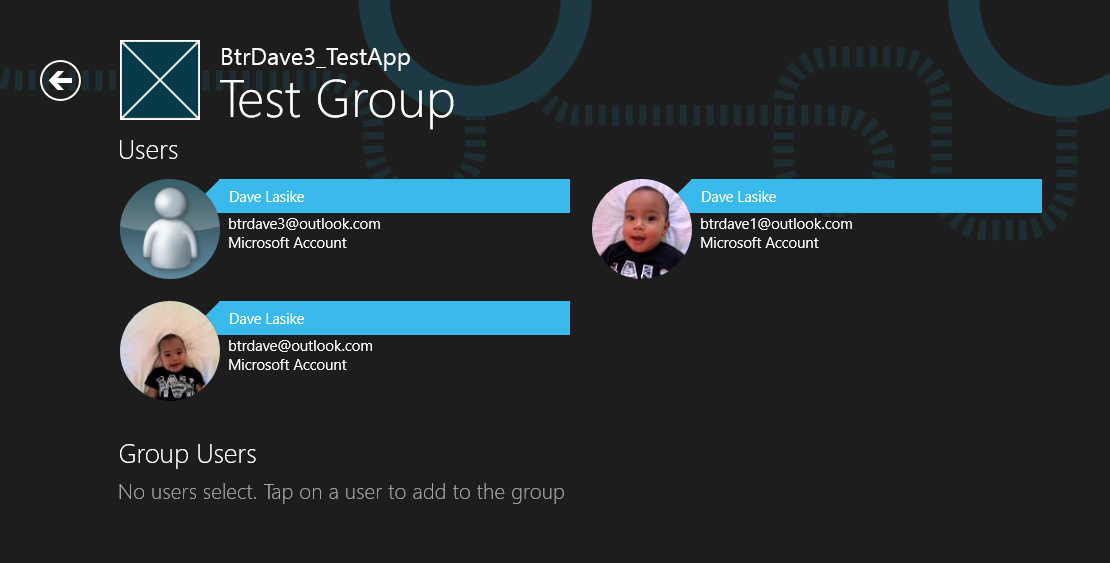 BtrDave3_TestApp
Test Group
Users
Dave Lasike
btrdave3@outlook.com
Microsoft Account
Dave Lasike
btrdave1@outlook.com
Microsoft Account
Dave Lasike
btrdave@outlook.com
Microsoft Account
Group Users
No users select. Tap on a user to add to the group